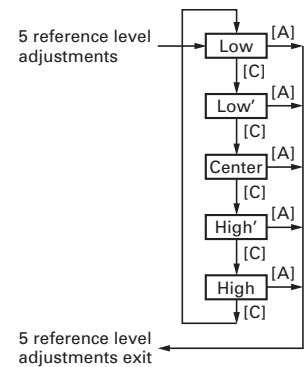 5 reference level
adjustments
Low
[A]
[C]
Low’
[A]
[C]
Center
[A]
[C]
High’
[A]
[C]
High
[A]
[C]
5 reference level
adjustments exit